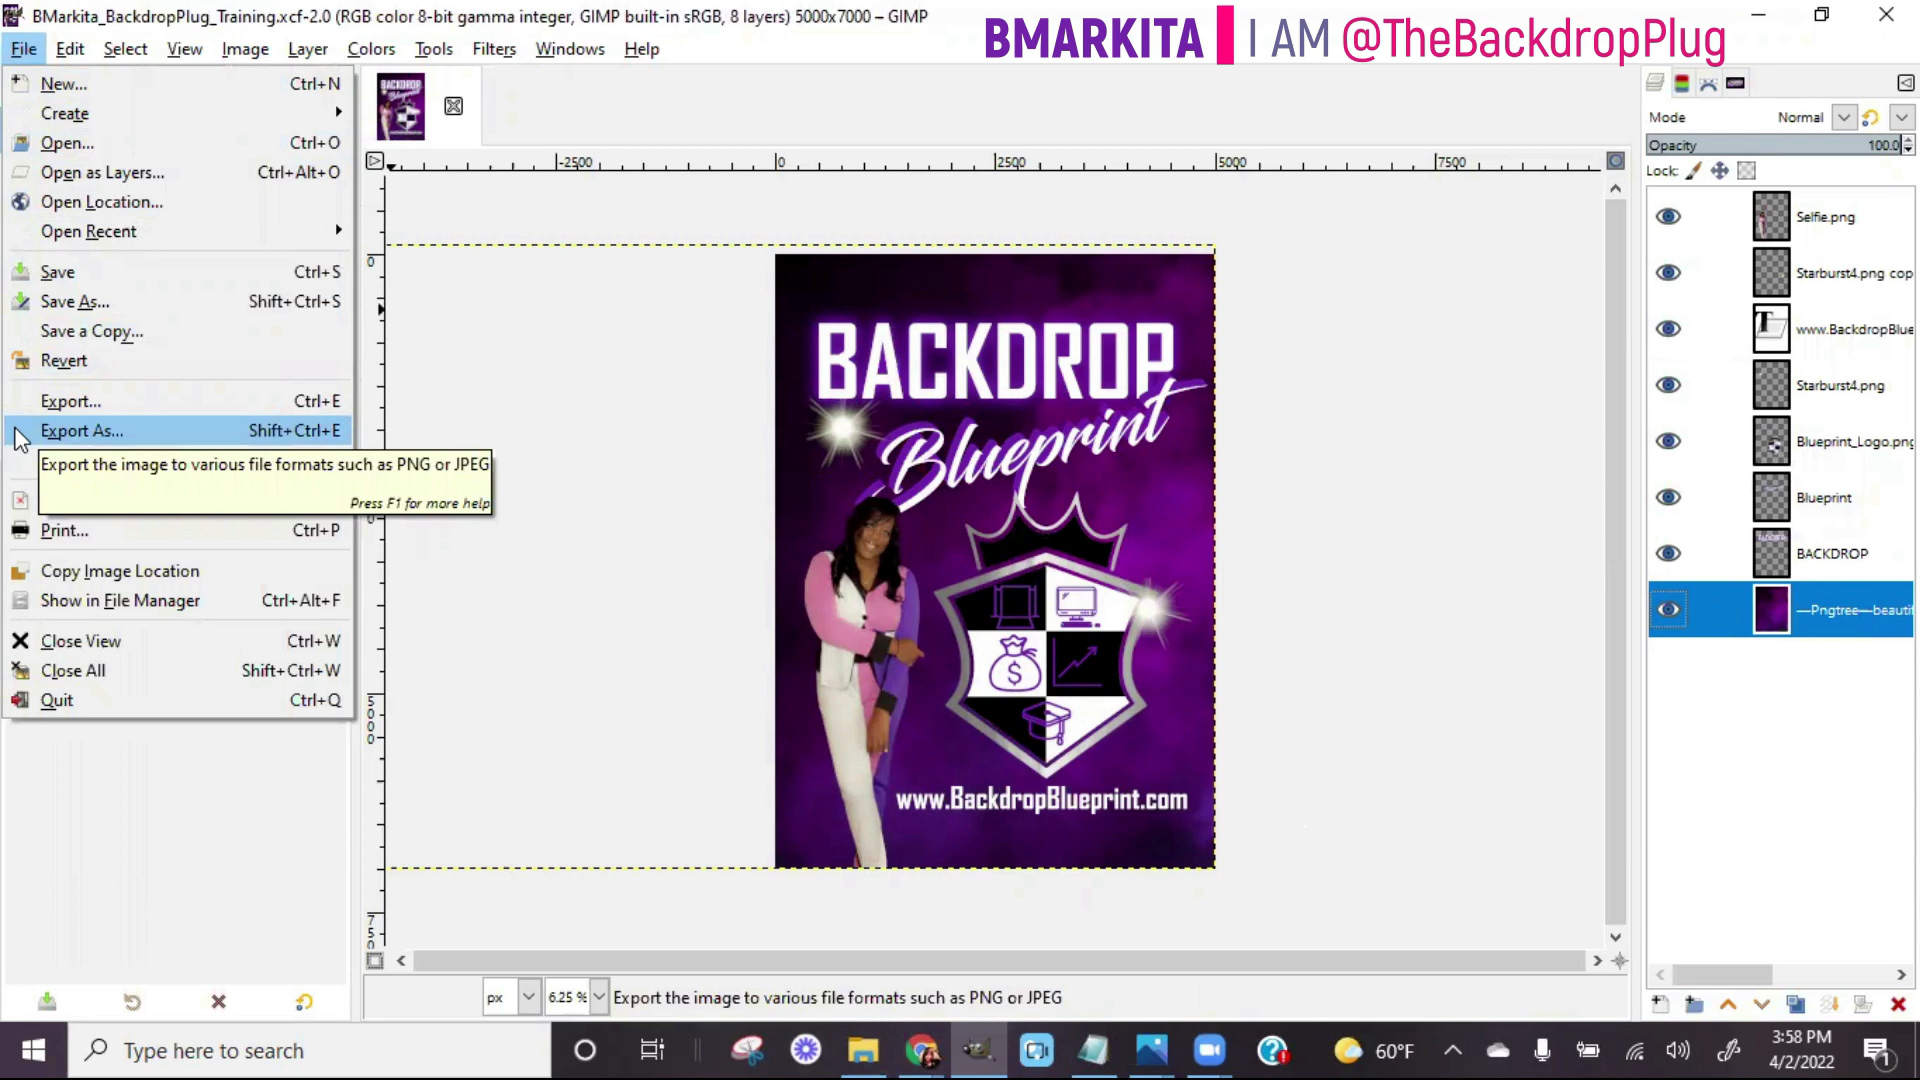 BMarkita_BackdropPlug_Training.xcf-2.0 (RGB color 8-bit gamma integer, GIMP built-in sRGB, 8 layers) 5000x7000 – GIMP
BMARKITA I AM @TheBackdropPlug
File Edit Select View Image Layer Colors Tools Filters Windows Help
New... Ctrl+N
Create
Open... Ctrl+O
Open as Layers... Ctrl+Alt+O
Open Location...
Open Recent
Save Ctrl+S
Save As... Shift+Ctrl+S
Save a Copy...
Revert
Export... Ctrl+E
Export As... Shift+Ctrl+E
Export the image to various file formats such as PNG or JPEG
Press F1 for more help
Print... Ctrl+P
Copy Image Location
Show in File Manager Ctrl+Alt+F
Close View Ctrl+W
Close All Shift+Ctrl+W
Quit Ctrl+Q
-2500 0 2500 5000 7500
0
5000
BACKDROP
Blueprint
$
www.BackdropBlueprint.com
Mode Normal
Opacity 100.0
Lock:
Selfie.png
Starburst4.png cop
www.BackdropBlue
Starburst4.png
Blueprint_Logo.png
Blueprint
BACKDROP
—Pngtree—beautif
px 6.25 % Export the image to various file formats such as PNG or JPEG
Type here to search
60°F
3:58 PM
4/2/2022
1